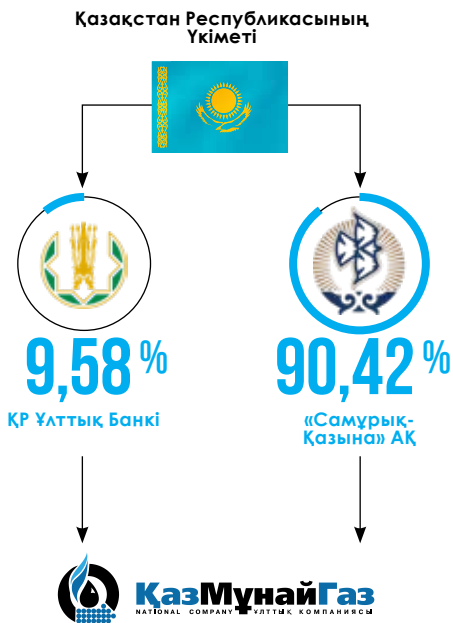 Қазақстан Республикасының
Үкіметі
9,58 %
90,42 %
ҚР Ұлттық Банкі
«Самұрық-
Қазына» АҚ
ҚазМұнайГаз
NATIONAL COMPANY ҰЛТТЫҚ КОМПАНИЯСЫ